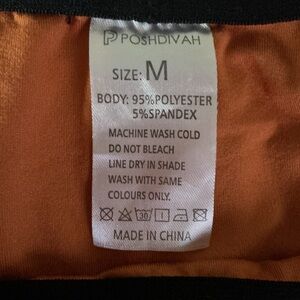 POSHDIVAH
SIZE: M
BODY: 95%POLYESTER
5%SPANDEX
MACHINE WASH COLD
DO NOT BLEACH
LINE DRY IN SHADE
WASH WITH SAME
COLOURS ONLY.
30
MADE IN CHINA